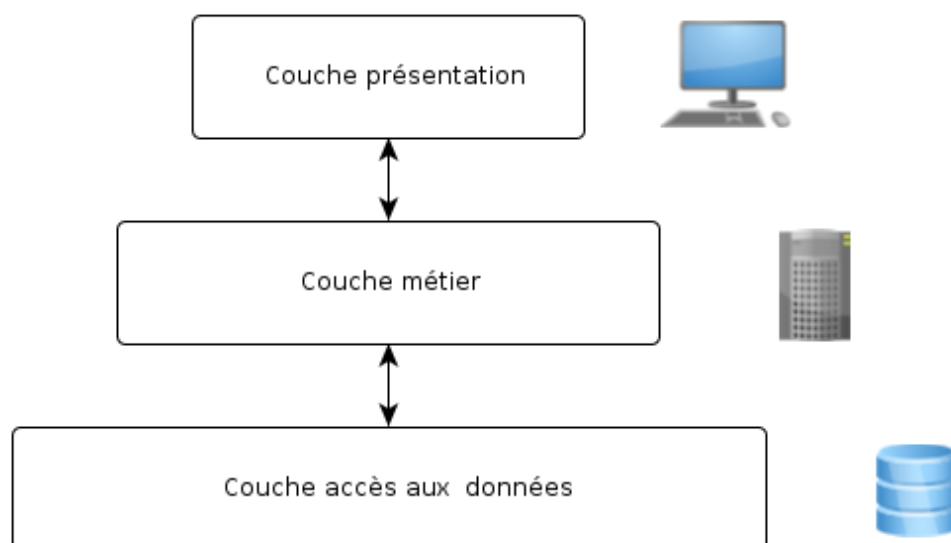 Couche présentation
Couche métier
Couche accès aux données